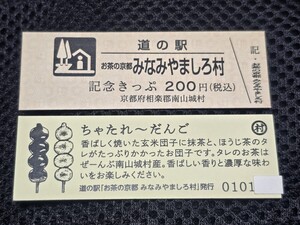 道の駅
お茶の京都 みなみやましろ村
記念きっぷ 200円(税込)
京都府相楽郡南山城村
ちゃたれ〜だんご
村
香ばしく焼いた玄米団子に抹茶と、ほうじ茶のタ
レがたっぷりかかったお団子です。タレのお茶は
ぜーんぶ南山城村産。香ばしい香りと濃厚な味わ
いをお楽しみください。
道の駅「お茶の京都 みなみやましろ村」発行 0101